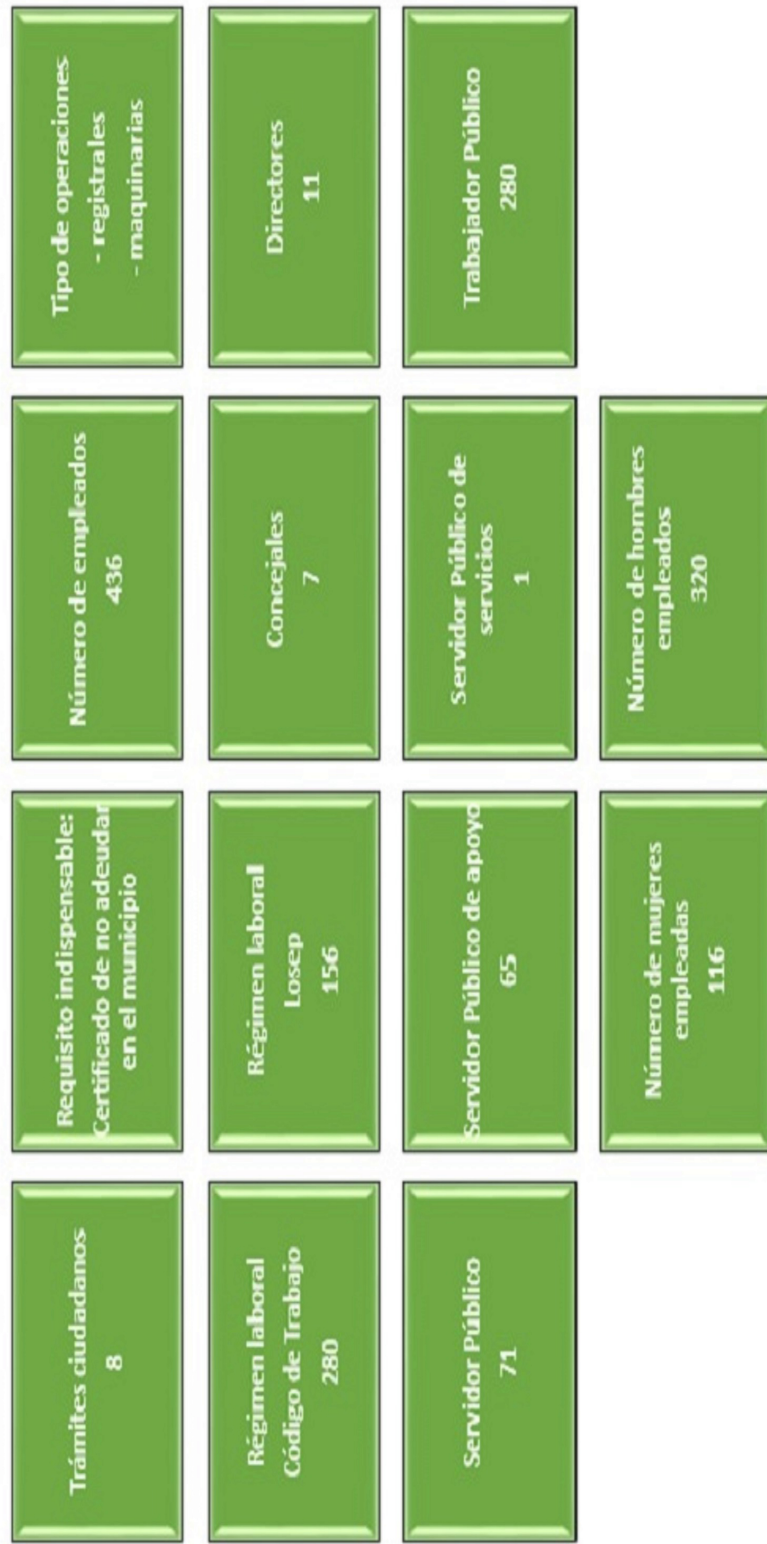 Trámites ciudadanos
8
Requisito indispensable:
Certificado de no adeudar
en el municipio
Número de empleados
436
Tipo de operaciones
- registrales
- maquinarias
Régimen laboral
Código de Trabajo
280
Régimen laboral
Losep
156
Concejales
7
Directores
11
Servidor Público
71
Servidor Público de apoyo
65
Servidor Público de
servicios
1
Trabajador Público
280
Número de mujeres
empleadas
116
Número de hombres
empleados
320